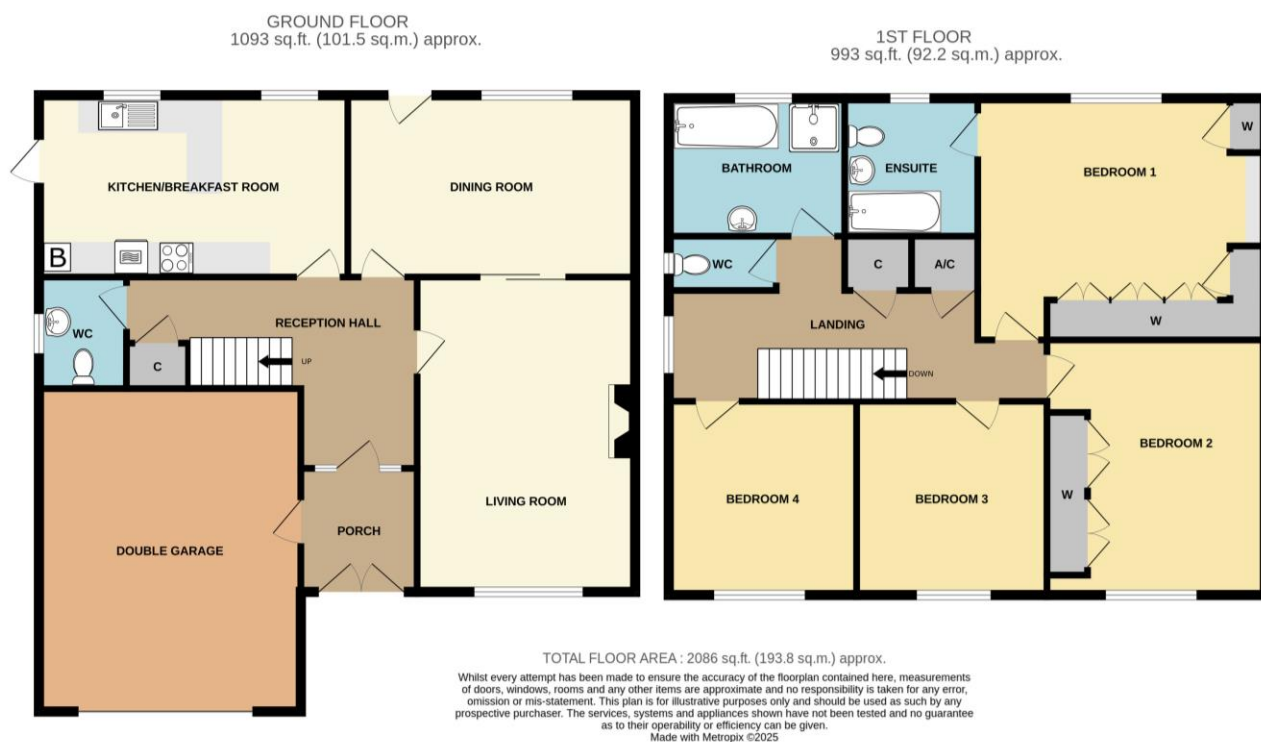 GROUND FLOOR
1093 sq.ft. (101.5 sq.m.) approx.
KITCHEN/BREAKFAST ROOM
DINING ROOM
B
WC
RECEPTION HALL
C
UP
DOUBLE GARAGE
PORCH
LIVING ROOM
1ST FLOOR
993 sq.ft. (92.2 sq.m.) approx.
BATHROOM
ENSUITE
BEDROOM 1
W
WC
C
A/C
LANDING
W
DOWN
BEDROOM 4
BEDROOM 3
W
BEDROOM 2
TOTAL FLOOR AREA : 2086 sq.ft. (193.8 sq.m.) approx.
Whilst every attempt has been made to ensure the accuracy of the floorplan contained here, measurements
of doors, windows, rooms and any other items are approximate and no responsibility is taken for any error,
omission or mis-statement. This plan is for illustrative purposes only and should be used as such by any
prospective purchaser. The services, systems and appliances shown have not been tested and no guarantee
as to their operability or efficiency can be given.
Made with Metropix ©2025